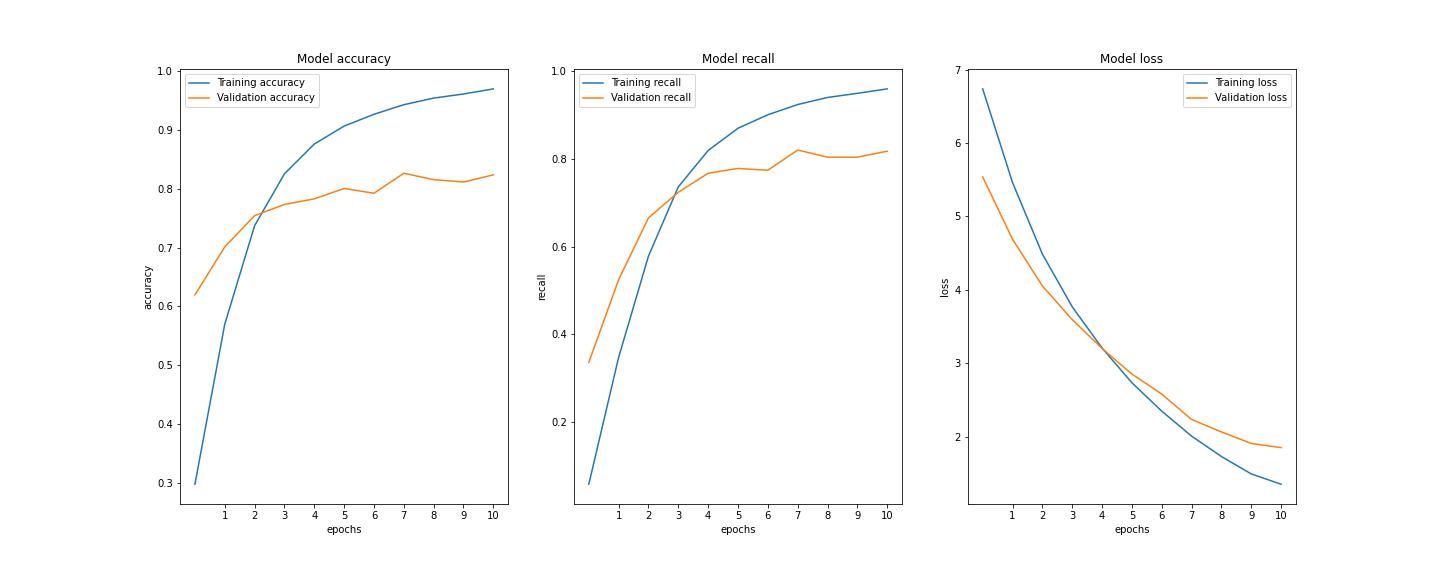 Model accuracy
Training accuracy
Validation accuracy
1.0
0.9
0.8
0.7
0.6
0.5
0.4
0.3
accuracy
1 2 3 4 5 6 7 8 9 10
epochs
Model recall
Training recall
Validation recall
1.0
0.8
0.6
0.4
0.2
recall
1 2 3 4 5 6 7 8 9 10
epochs
Model loss
Training loss
Validation loss
7
6
5
4
3
2
loss
1 2 3 4 5 6 7 8 9 10
epochs